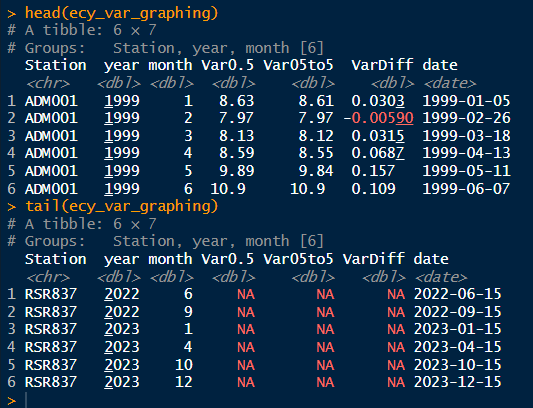 > head(ecy_var_graphing)
# A tibble: 6 × 7
# Groups:   Station, year, month [6]
  Station  year month Var0.5 Var05to5  VarDiff date
  <chr>   <dbl> <dbl>  <dbl>    <dbl>    <dbl> <date>
1 ADM001   1999     1   8.63     8.61  0.0303  1999-01-05
2 ADM001   1999     2   7.97     7.97 -0.00590 1999-02-26
3 ADM001   1999     3   8.13     8.12  0.0315  1999-03-18
4 ADM001   1999     4   8.59     8.55  0.0687  1999-04-13
5 ADM001   1999     5   9.89     9.84  0.157   1999-05-11
6 ADM001   1999     6  10.9     10.9   0.109   1999-06-07
> tail(ecy_var_graphing)
# A tibble: 6 × 7
# Groups:   Station, year, month [6]
  Station  year month Var0.5 Var05to5 VarDiff date
  <chr>   <dbl> <dbl>  <dbl>    <dbl>   <dbl> <date>
1 RSR837   2022     6     NA       NA      NA 2022-06-15
2 RSR837   2022     9     NA       NA      NA 2022-09-15
3 RSR837   2023     1     NA       NA      NA 2023-01-15
4 RSR837   2023     4     NA       NA      NA 2023-04-15
5 RSR837   2023    10     NA       NA      NA 2023-10-15
6 RSR837   2023    12     NA       NA      NA 2023-12-15
>